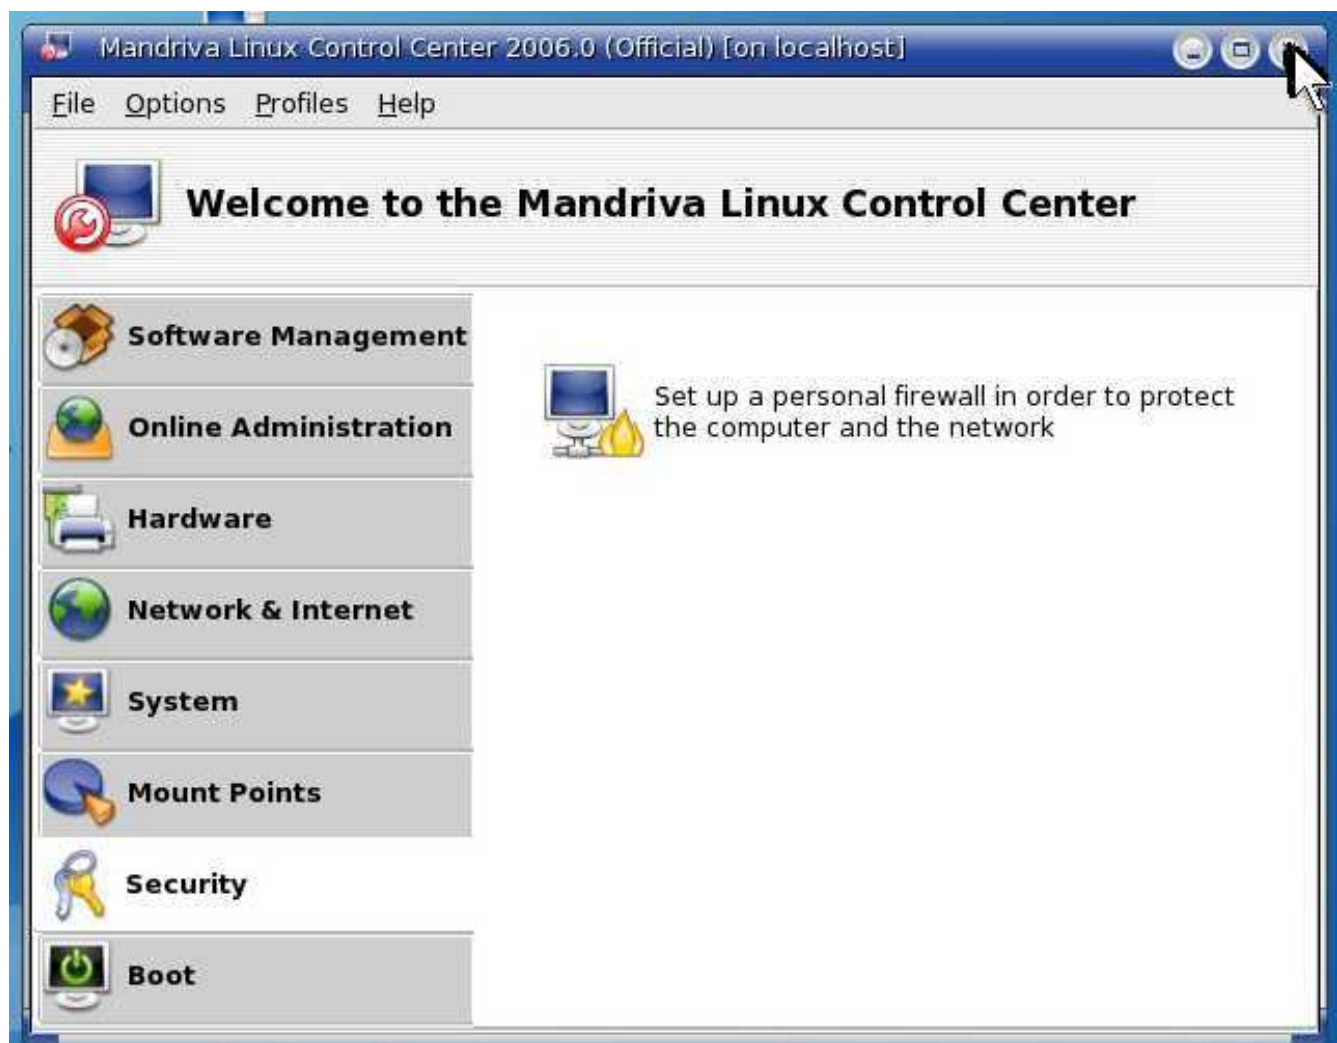 Mandriva Linux Control Center 2006.0 (Official) [on localhost]
File Options Profiles Help
Welcome to the Mandriva Linux Control Center
Software Management
Online Administration
Hardware
Network & Internet
System
Mount Points
Security
Boot
Set up a personal firewall in order to protect
the computer and the network